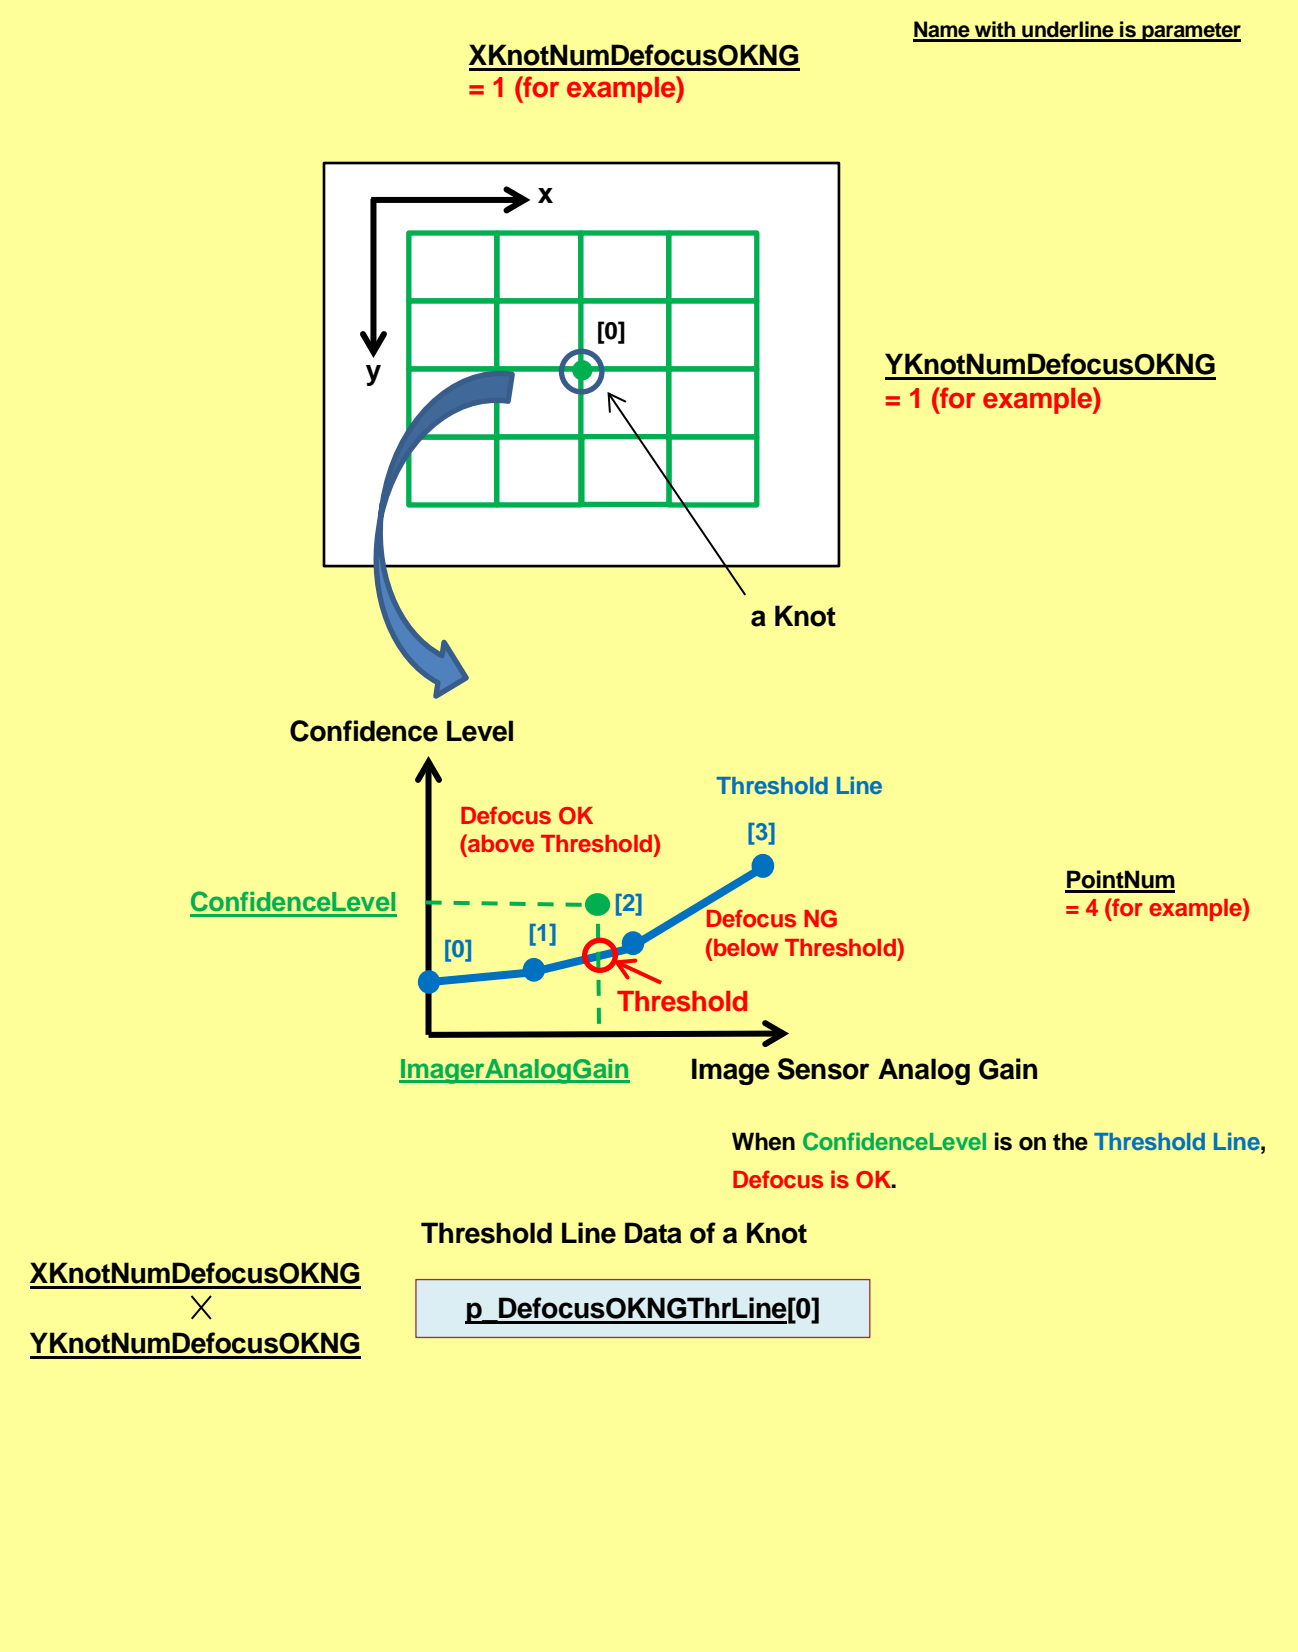 Name with underline is parameter
XKnotNumDefocusOKNG
= 1 (for example)
x
[0]
y
YKnotNumDefocusOKNG
= 1 (for example)
a Knot
Confidence Level
Threshold Line
Defocus OK
(above Threshold)
[3]
PointNum
= 4 (for example)
ConfidenceLevel
[2]
Defocus NG
(below Threshold)
[1]
[0]
Threshold
ImagerAnalogGain
Image Sensor Analog Gain
When ConfidenceLevel is on the Threshold Line,
Defocus is OK.
Threshold Line Data of a Knot
XKnotNumDefocusOKNG
×
YKnotNumDefocusOKNG
p_DefocusOKNGThrLine[0]